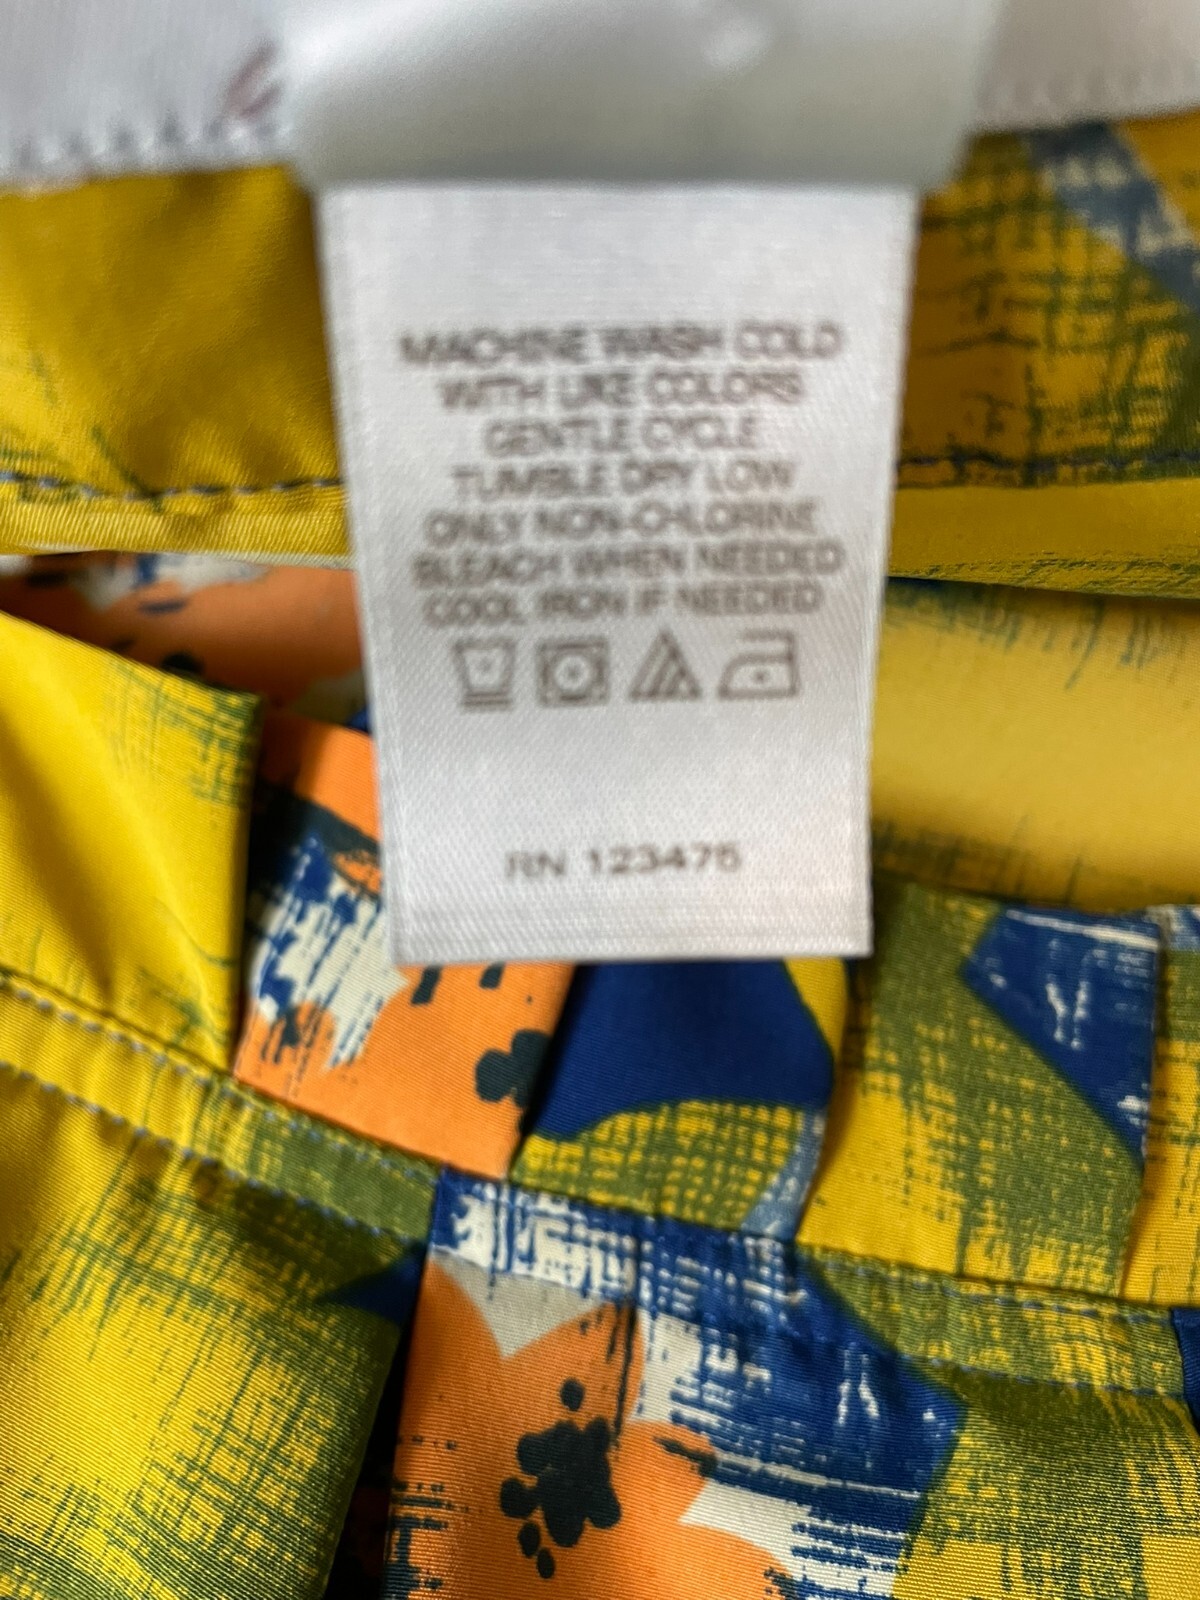 MACHINE WASH COLD
WITH LIKE COLORS
GENTLE CYCLE
TUMBLE DRY LOW
ONLY NON-CHLORINE
BLEACH WHEN NEEDED
COOL IRON IF NEEDED
RN 123475